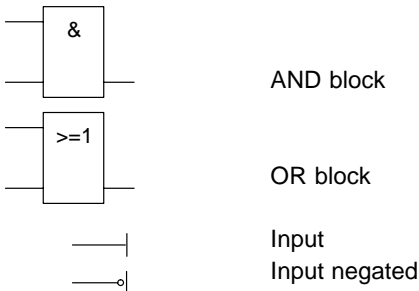 &
AND block
>=1
OR block
Input
Input negated